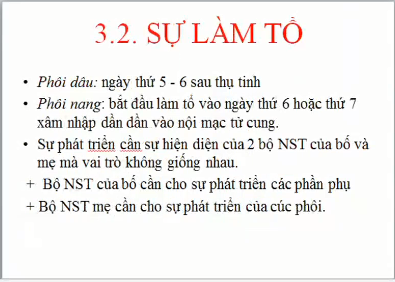 3.2. SỰ LÀM TỔ
• Phôi dâu: ngày thứ 5 - 6 sau thụ tinh
• Phôi nang: bắt đầu làm tổ vào ngày thứ 6 hoặc thứ 7
xâm nhập dần dần vào nội mạc tử cung.
• Sự phát triển cần sự hiện diện của 2 bộ NST của bố và
mẹ mà vai trò không giống nhau.
+ Bộ NST của bố cần cho sự phát triển các phần phụ
+ Bộ NST mẹ cần cho sự phát triển của cúc phôi.